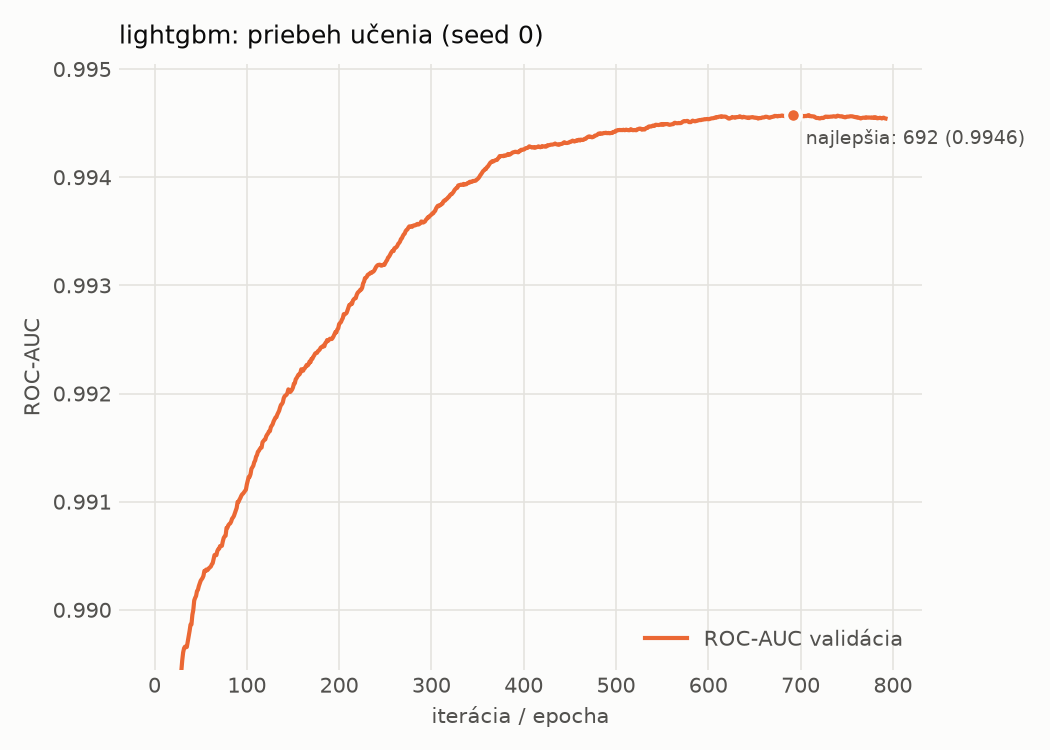 lightgbm: priebeh učenia (seed 0)
0.995
najlepšia: 692 (0.9946)
0.994
0.993
ROC-AUC
0.992
0.991
0.990
ROC-AUC validácia
0 100 200 300 400 500 600 700 800
iterácia / epocha